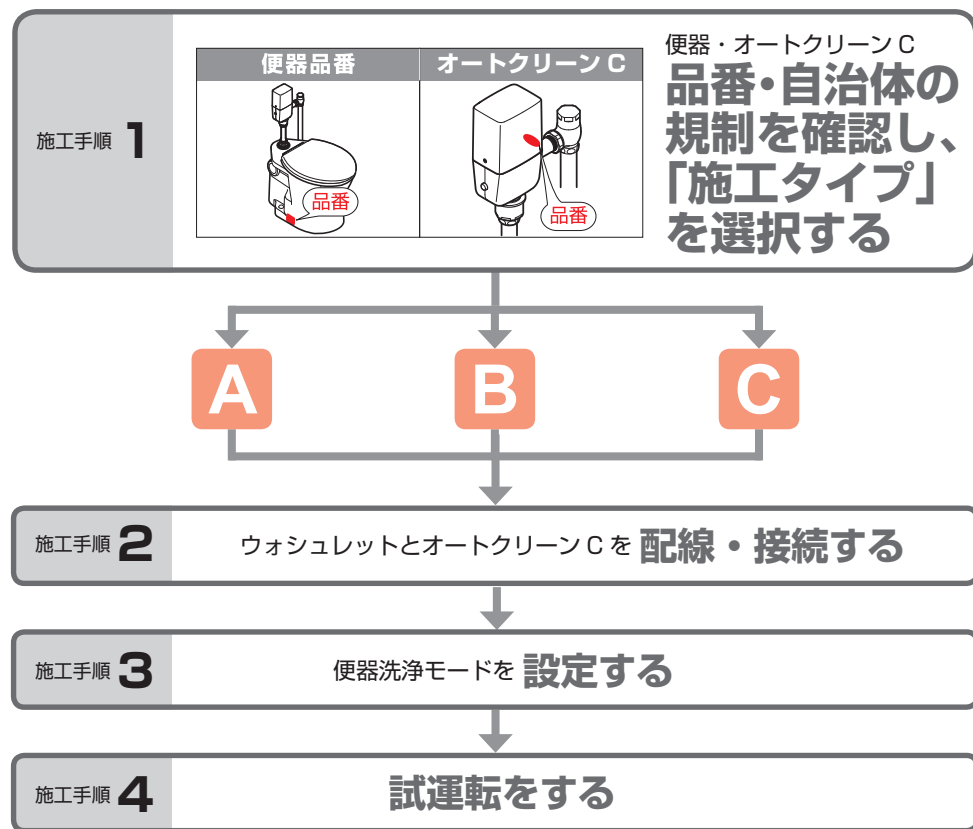 施工手順 1
便器品番
オートクリーン C
品番
品番
便器・オートクリーン C
品番・自治体の
規制を確認し、
「施工タイプ」
を選択する
A
B
C
施工手順 2
ウォシュレットとオートクリーン C を 配線・接続する
施工手順 3
便器洗浄モードを 設定する
施工手順 4
試運転をする